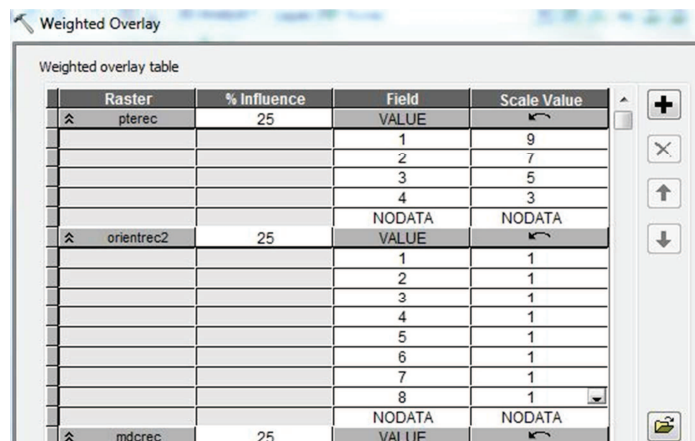 Weighted Overlay
Weighted overlay table
Raster % Influence Field Scale Value
pterec 25 VALUE
1 9
2 7
3 5
4 3
NODATA NODATA
orientrec2 25 VALUE
1 1
2 1
3 1
4 1
5 1
6 1
7 1
8 1
NODATA NODATA
mdcrec 25 VALUE